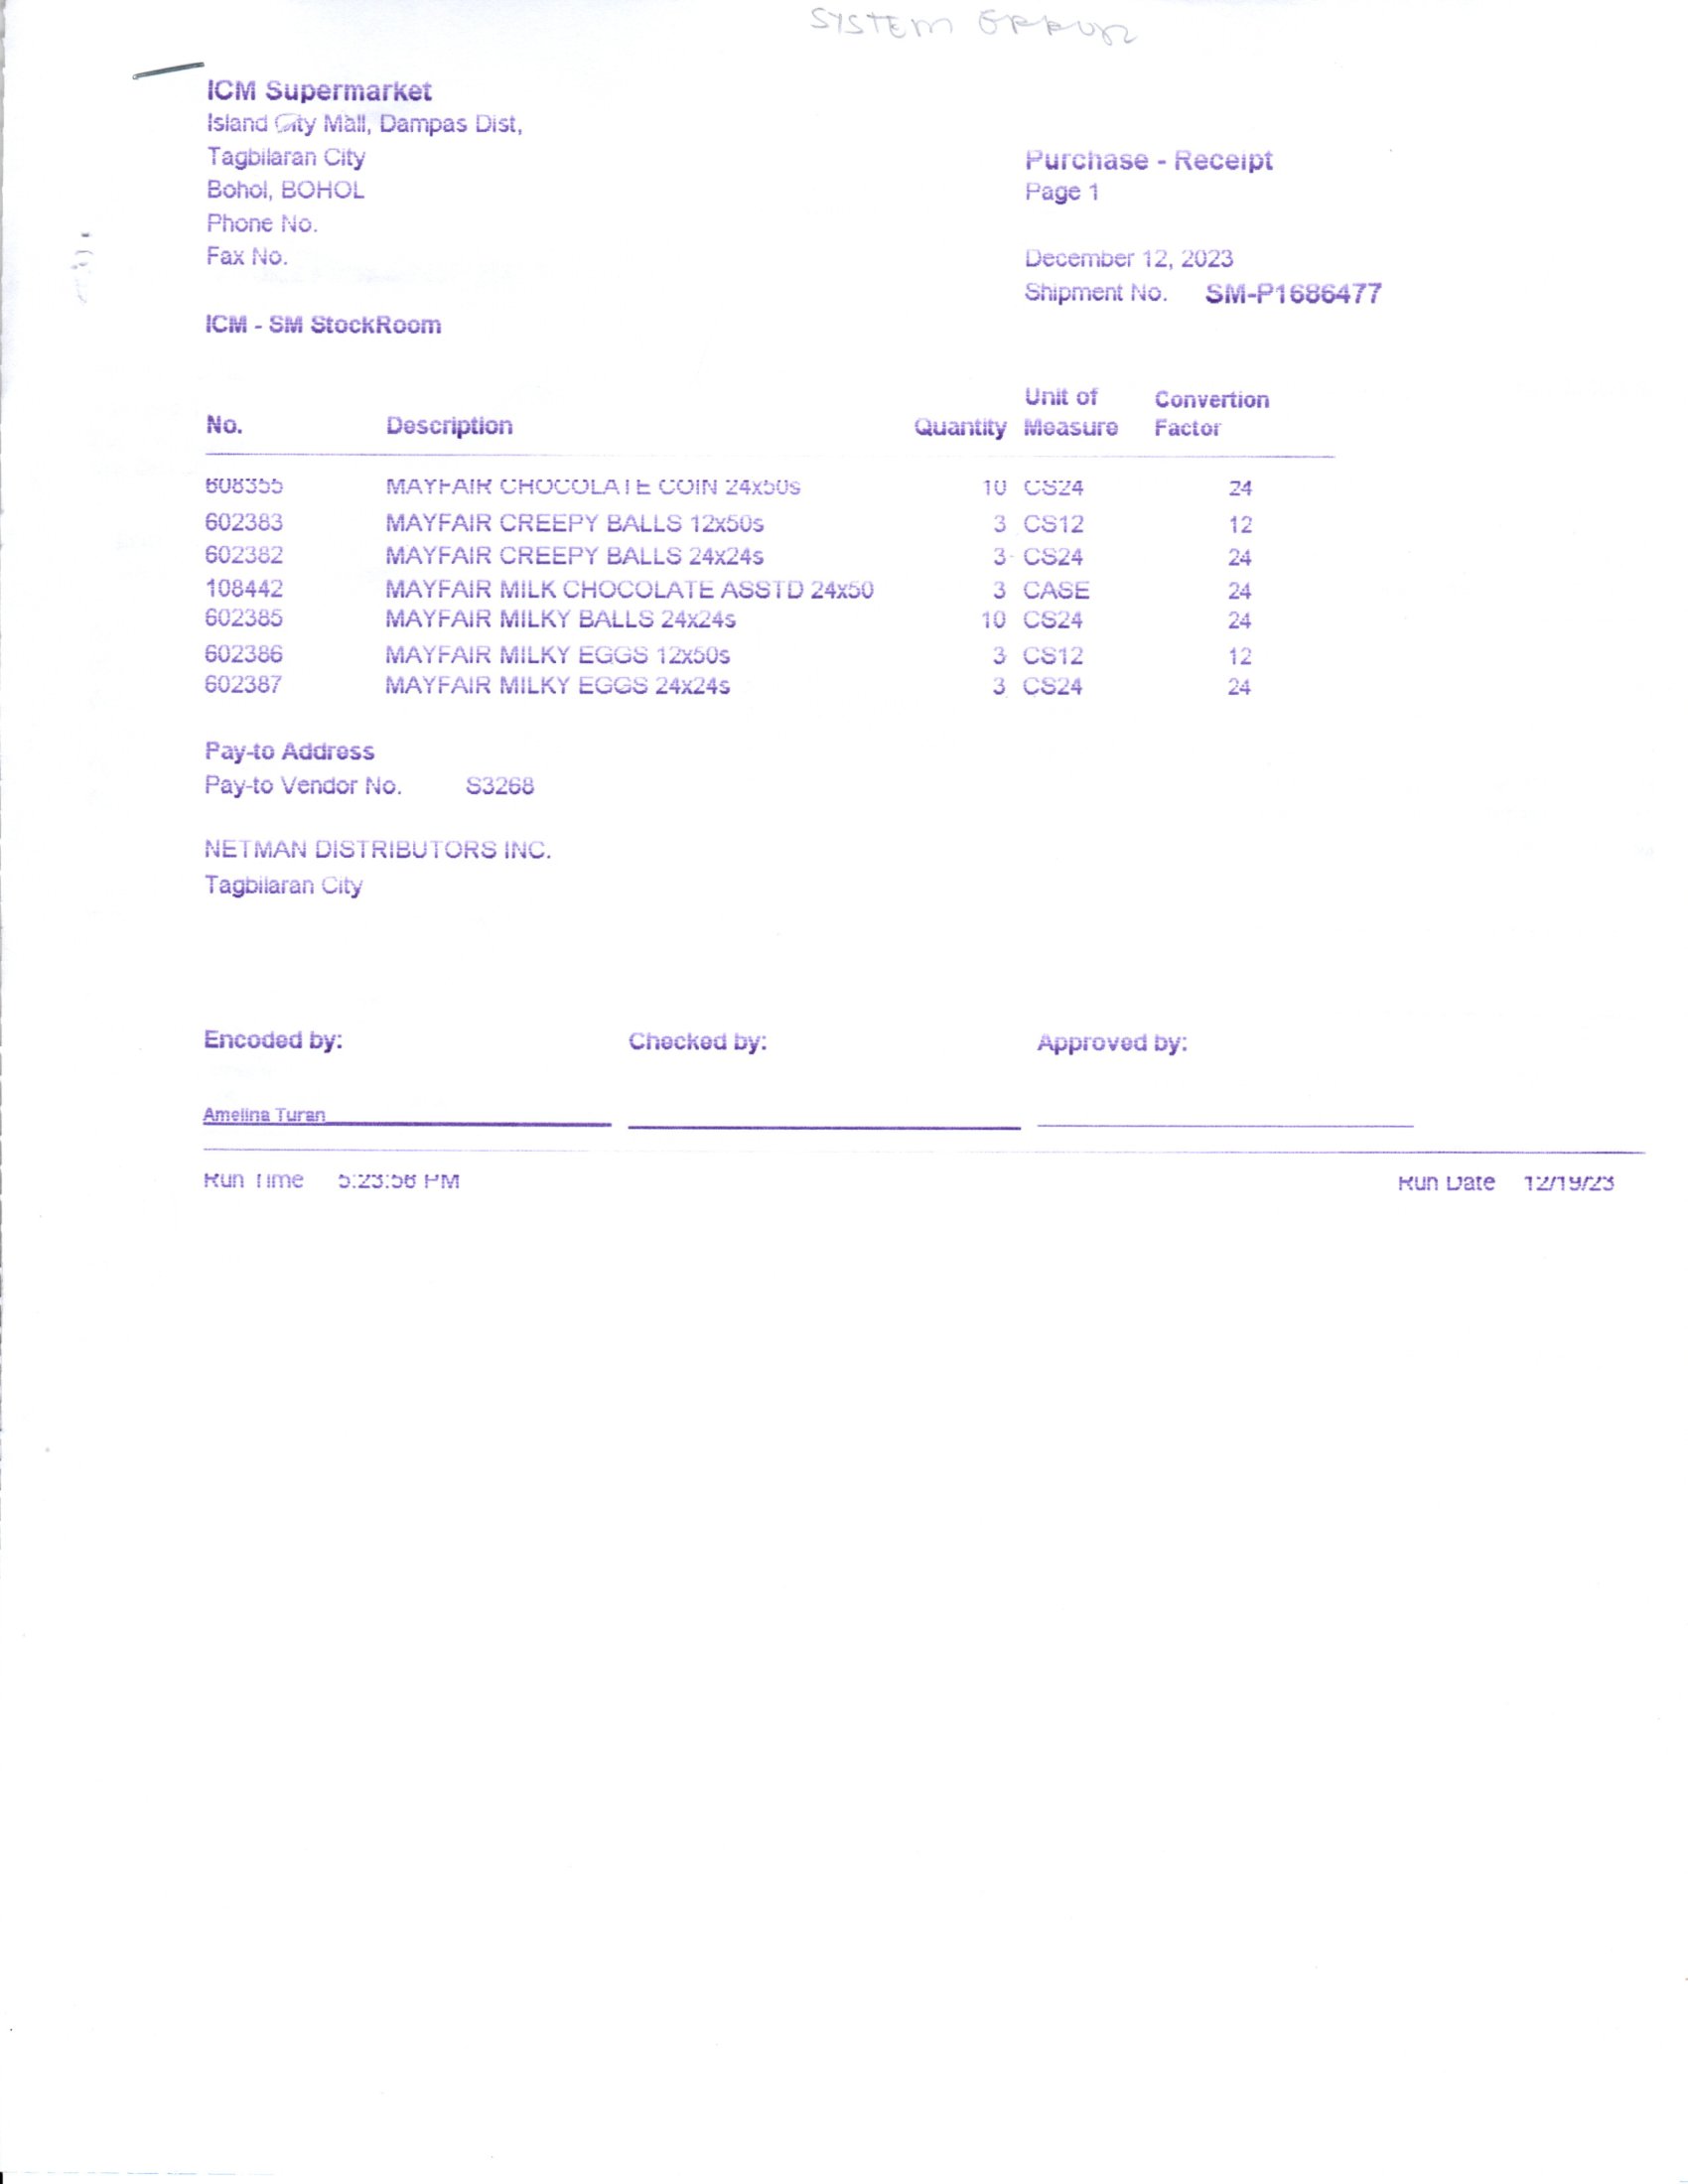 SYSTEM ERROR
ICM Supermarket
Island City Mall, Dampas Dist,
Tagbilaran City
Bohol, BOHOL
Phone No.
Fax No.
Purchase - Receipt
Page 1
December 12, 2023
Shipment No. SM-P1686477
ICM - SM StockRoom
No. Description Quantity Unit of Measure Convertion Factor
608355 MAYFAIR CHOCOLATE COIN 24x50s 10 CS24 24
602383 MAYFAIR CREEPY BALLS 12x50s 3 CS12 12
602382 MAYFAIR CREEPY BALLS 24x24s 3 CS24 24
108442 MAYFAIR MILK CHOCOLATE ASSTD 24x50 3 CASE 24
602385 MAYFAIR MILKY BALLS 24x24s 10 CS24 24
602386 MAYFAIR MILKY EGGS 12x50s 3 CS12 12
602387 MAYFAIR MILKY EGGS 24x24s 3 CS24 24
Pay-to Address
Pay-to Vendor No. S3268
NETMAN DISTRIBUTORS INC.
Tagbilaran City
Encoded by: Checked by: Approved by:
Amelina Turan
Run Time 5:23:56 PM Run Date 12/19/23